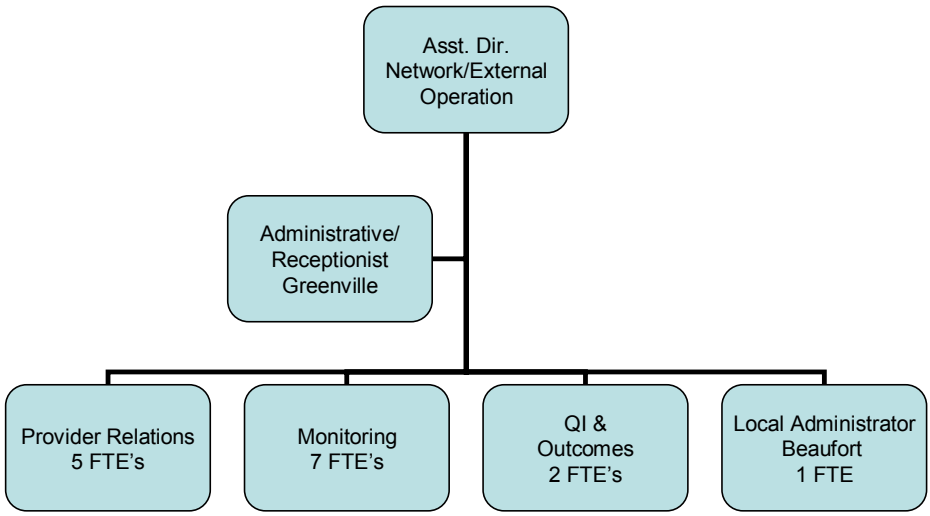 Asst. Dir.
Network/External
Operation
Administrative/
Receptionist
Greenville
Provider Relations
5 FTE’s
Monitoring
7 FTE’s
QI &
Outcomes
2 FTE’s
Local Administrator
Beaufort
1 FTE